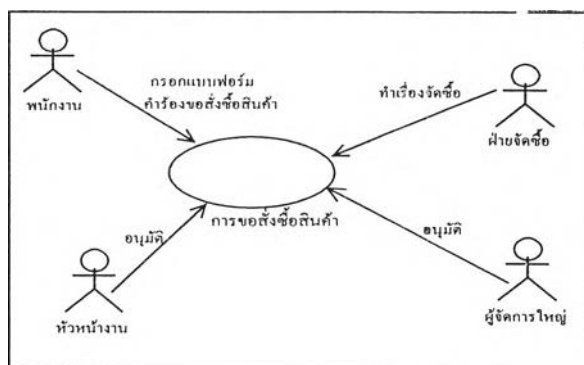 พนักงาน
กรอกแบบฟอร์ม
คำร้องขอสั่งซื้อสินค้า
ทำเรื่องจัดซื้อ
ฝ่ายจัดซื้อ
การขอสั่งซื้อสินค้า
อนุมัติ
อนุมัติ
หัวหน้างาน
ผู้จัดการใหญ่